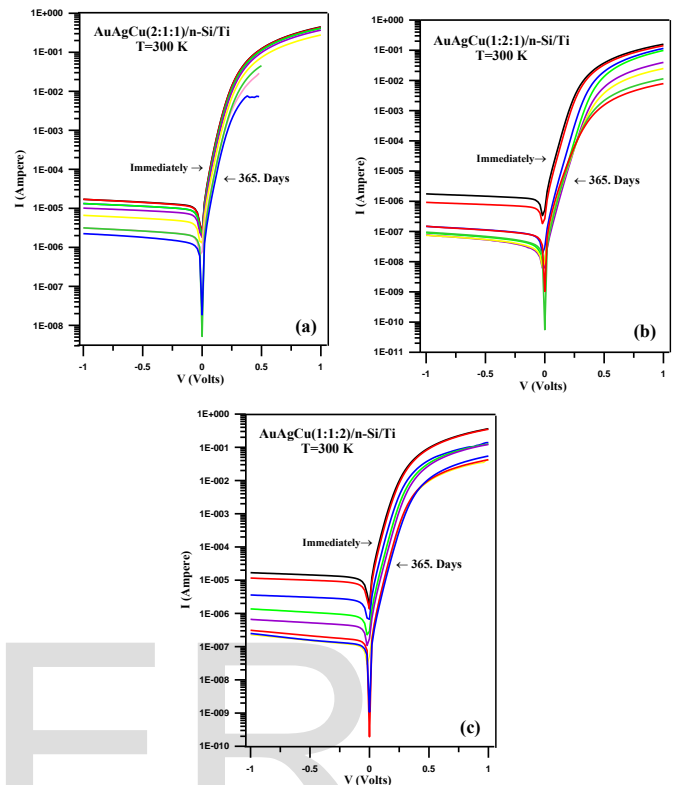 AuAgCu(2:1:1)/n-Si/Ti
T=300 K
1E+000
1E-001
1E-002
1E-003
1E-004
1E-005
1E-006
1E-007
1E-008
I (Ampere)
Immediately→
← 365. Days
(a)
-1
-0.5
0
0.5
1
V (Volts)
AuAgCu(1:2:1)/n-Si/Ti
T=300 K
1E+000
1E-001
1E-002
1E-003
1E-004
1E-005
1E-006
1E-007
1E-008
1E-009
1E-010
1E-011
I (Ampere)
Immediately→
← 365. Days
(b)
-1
-0.5
0
0.5
1
V (Volts)
AuAgCu(1:1:2)/n-Si/Ti
T=300 K
1E+000
1E-001
1E-002
1E-003
1E-004
1E-005
1E-006
1E-007
1E-008
1E-009
1E-010
I (Ampere)
Immediately→
← 365. Days
(c)
-1
-0.5
0
0.5
1
V (Volts)
ER